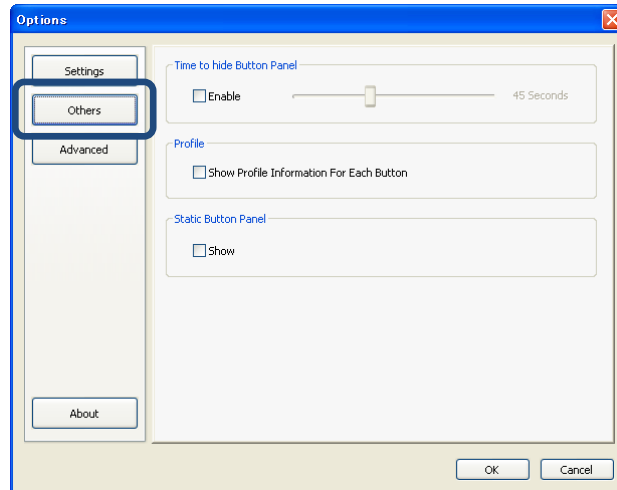 Options
Settings
Others
Advanced
About
Time to hide Button Panel
Enable
45 Seconds
Profile
Show Profile Information For Each Button
Static Button Panel
Show
OK
Cancel